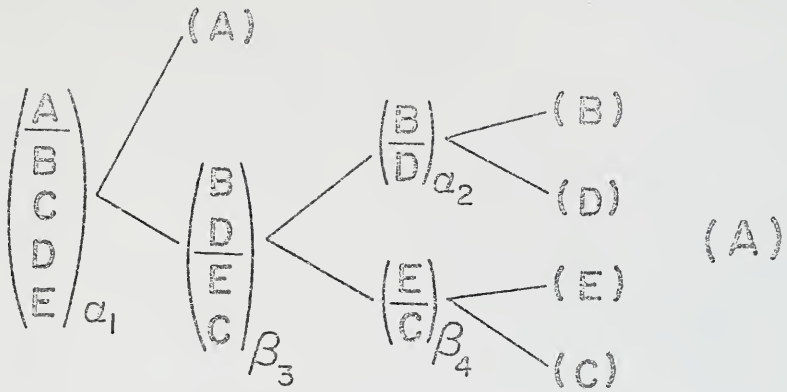 (A)
(A B C D E) α₁
(B D E C) β₃
(B D) α₂
(E C) β₄
(B)
(D)
(E)
(C)
(A)